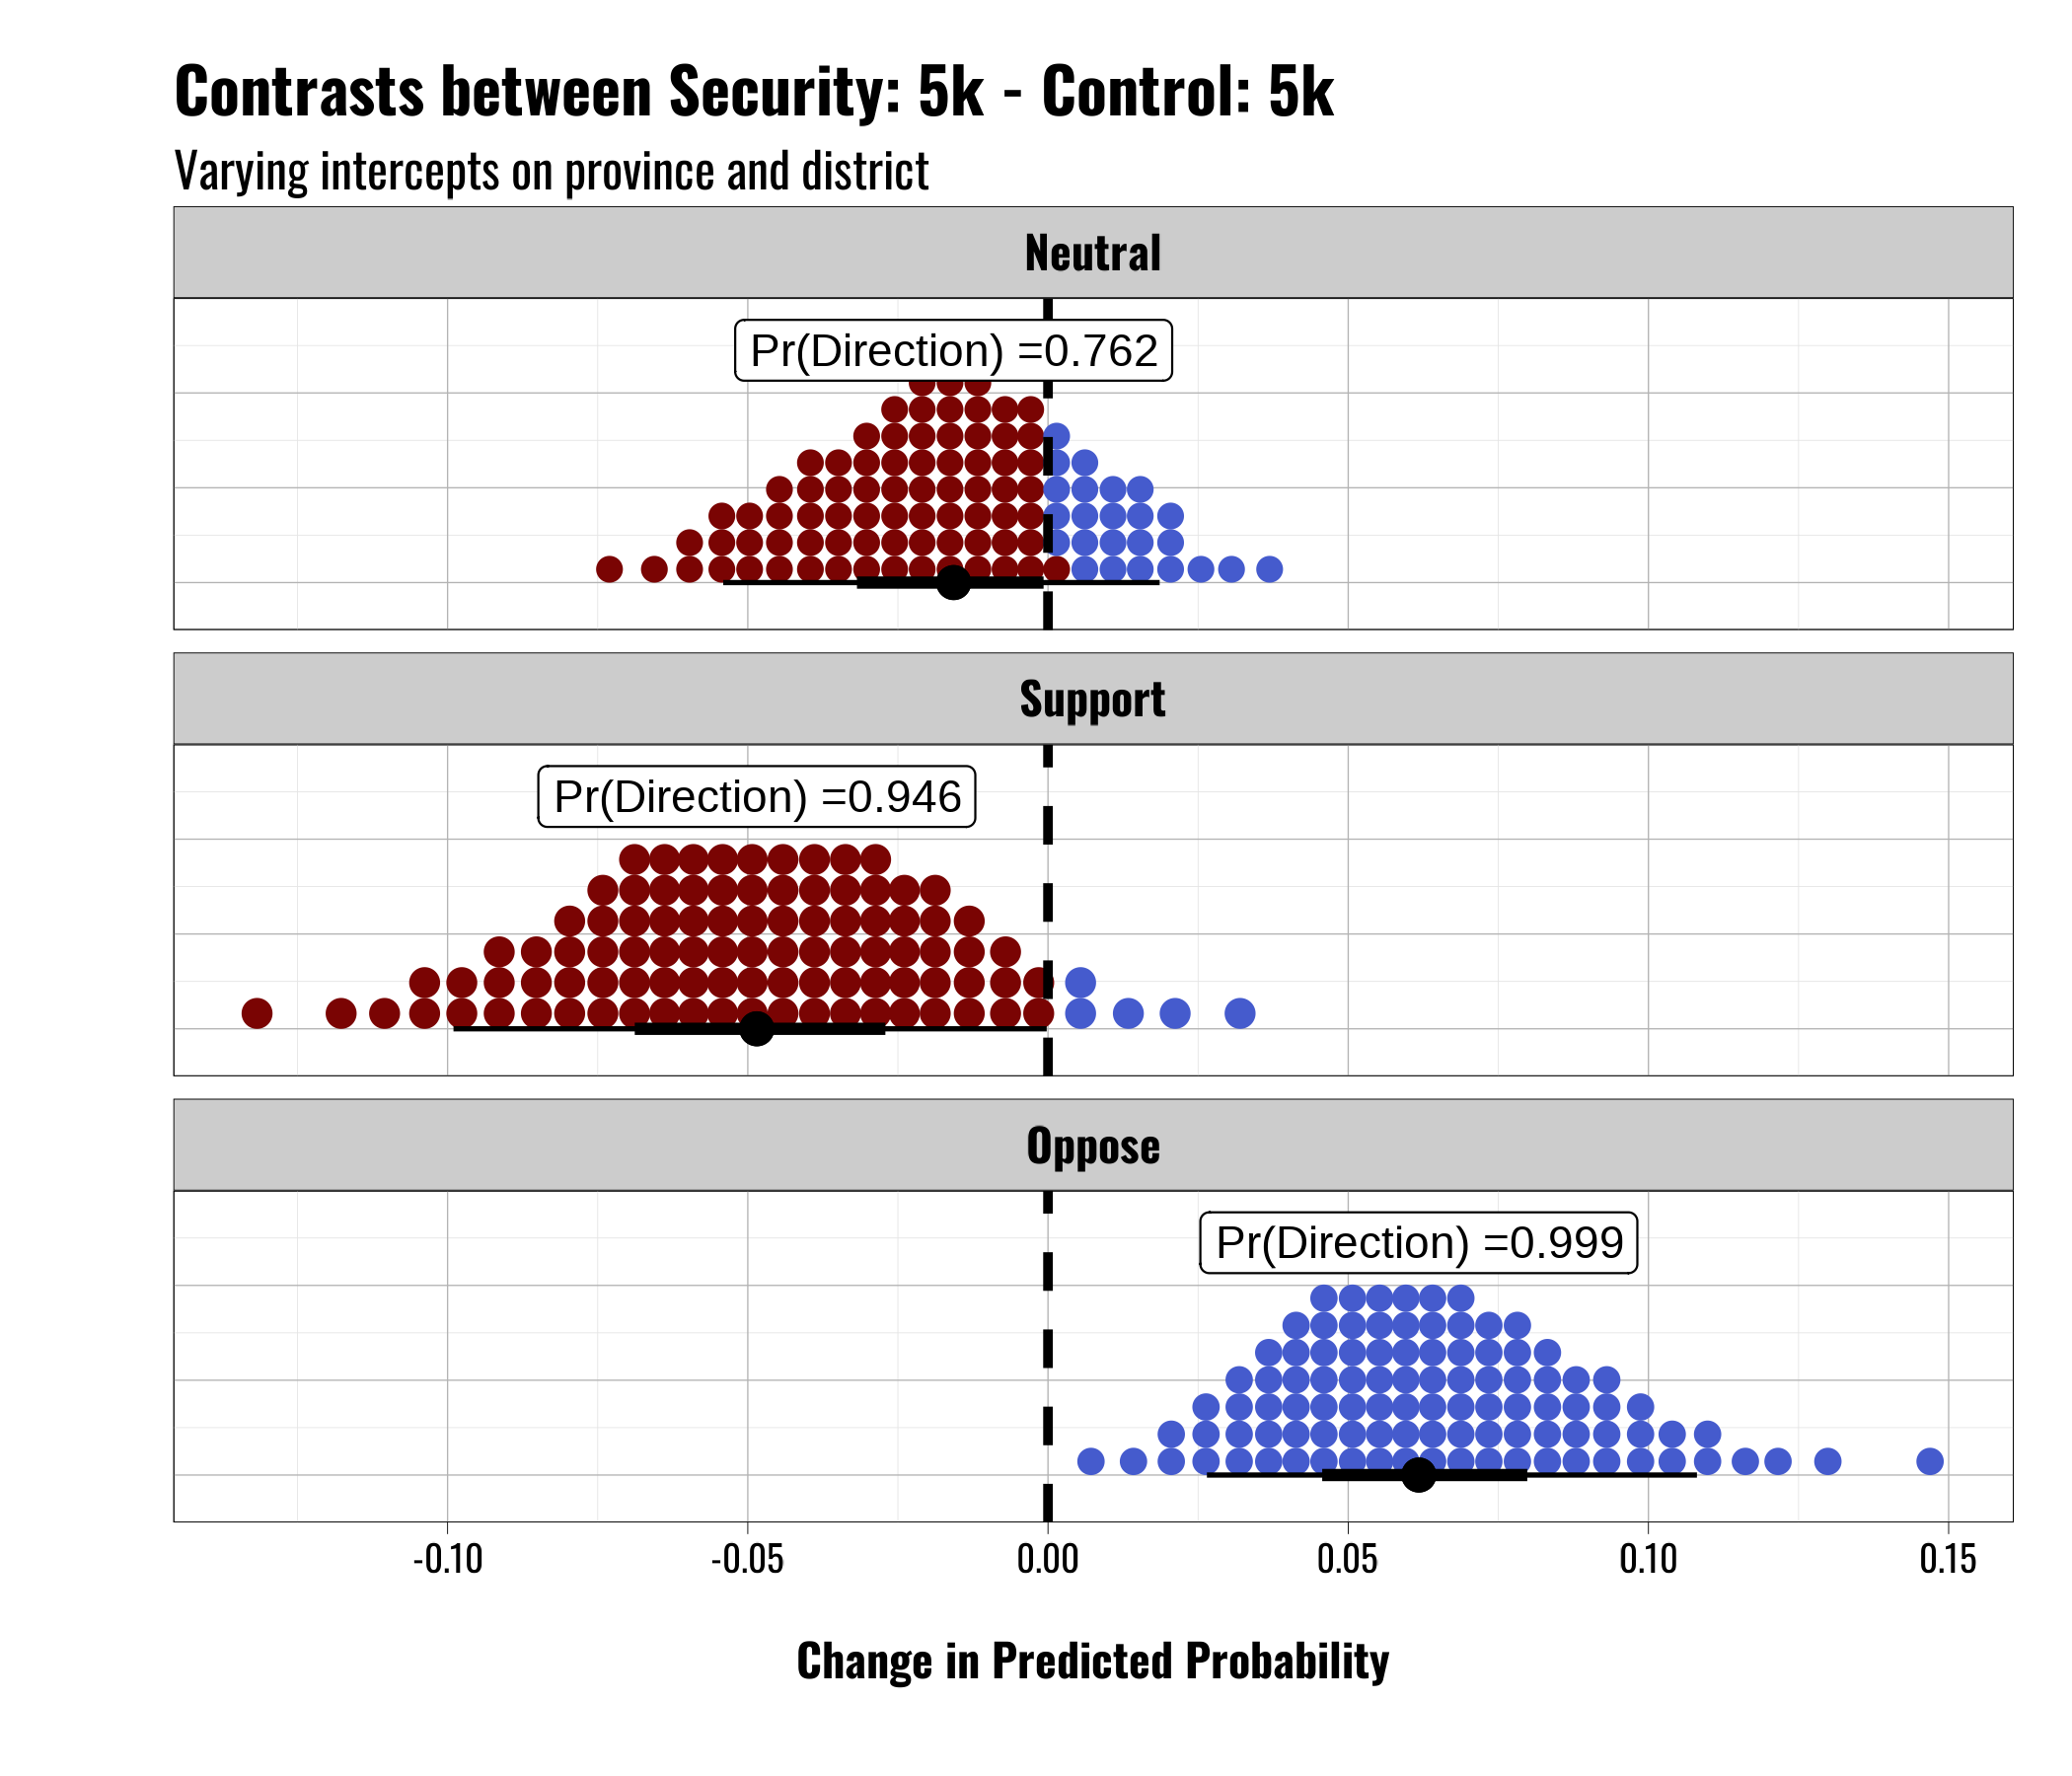 Contrasts between Security: 5k - Control: 5k
Varying intercepts on province and district
Neutral
Pr(Direction) =0.762
Support
Pr(Direction) =0.946
Oppose
Pr(Direction) =0.999
-0.10 -0.05 0.00 0.05 0.10 0.15
Change in Predicted Probability